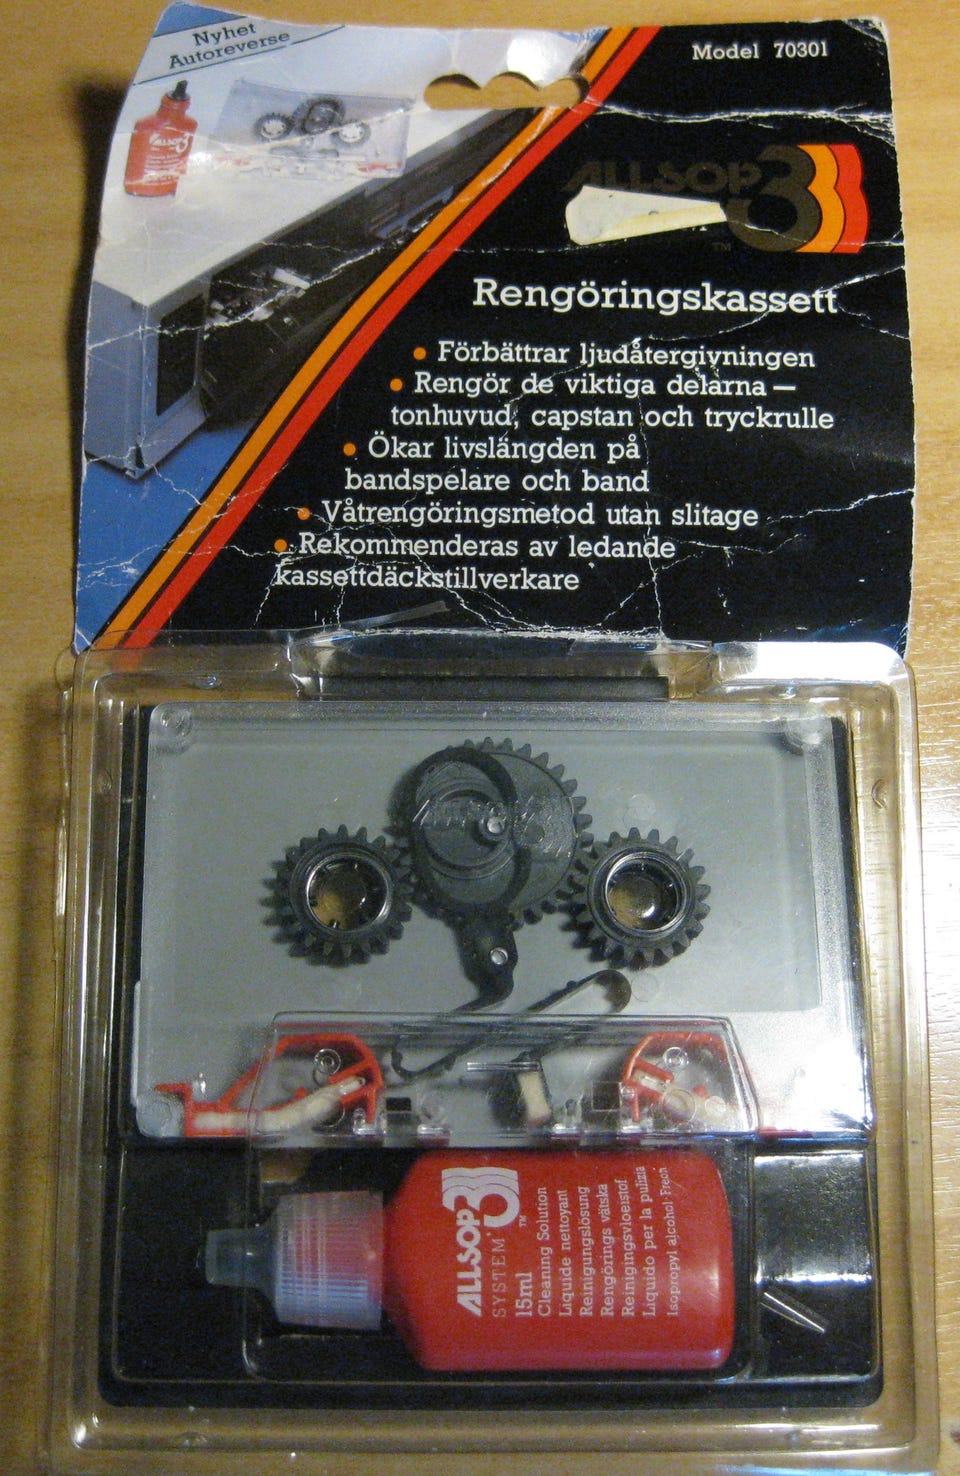 Nyhet
Autoreverse
Model 70301
ALLSOP 3
TM
Rengöringskassett
• Förbättrar ljudåtergivningen
• Rengör de viktiga delarna —
tonhuvud, capstan och tryckrulle
• Ökar livslängden på
bandspelare och band
• Våtrengöringsmetod utan slitage
• Rekommenderas av ledande
kassettdäckstillverkare
ALLSOP 3
SYSTEM TM
15ml
Cleaning Solution
Liquide nettoyant
Reinigungslösung
Rengörings vätska
Reinigingsvloeistof
Liquido per la pulizia
Isopropyl alcohol Freon